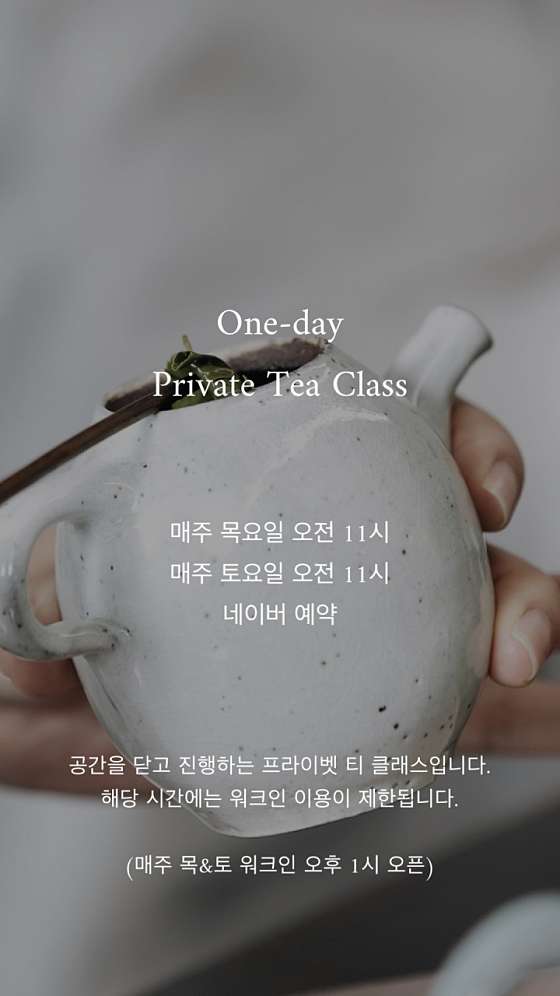 One-day
Private Tea Class
매주 목요일 오전 11시
매주 토요일 오전 11시
네이버 예약
공간을 닫고 진행하는 프라이벳 티 클래스입니다.
해당 시간에는 워크인 이용이 제한됩니다.
(매주 목&토 워크인 오후 1시 오픈)